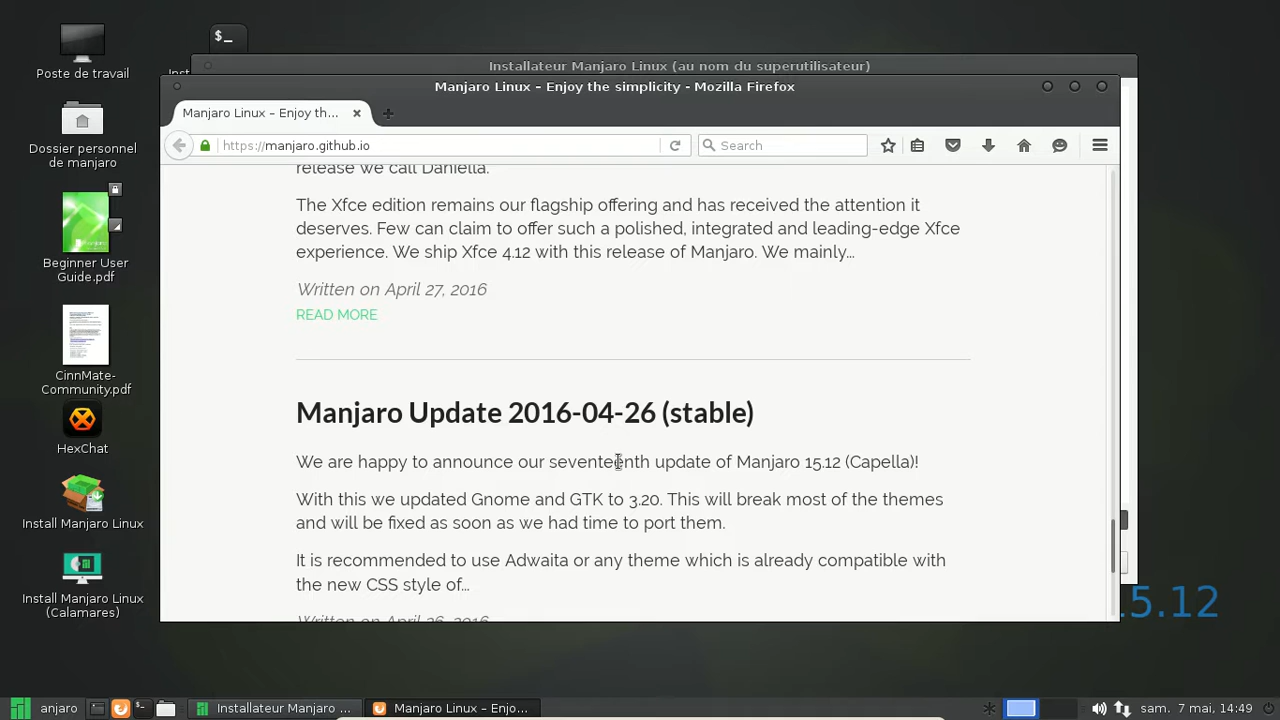 Poste de travail
Dossier personnel
de manjaro
Beginner User
Guide.pdf
CinnMate-
Community.pdf
HexChat
Install Manjaro Linux
Install Manjaro Linux
(Calamares)
$_
Inst
Installateur Manjaro Linux (au nom du superutilisateur)
Manjaro Linux – Enjoy the simplicity - Mozilla Firefox
Manjaro Linux – Enjoy th...
https://manjaro.github.io
Search
release we call Daniella.
The Xfce edition remains our flagship offering and has received the attention it
deserves. Few can claim to offer such a polished, integrated and leading-edge Xfce
experience. We ship Xfce 4.12 with this release of Manjaro. We mainly...
Written on April 27, 2016
READ MORE
Manjaro Update 2016-04-26 (stable)
We are happy to announce our seventeenth update of Manjaro 15.12 (Capella)!
With this we updated Gnome and GTK to 3.20. This will break most of the themes
and will be fixed as soon as we had time to port them.
It is recommended to use Adwaita or any theme which is already compatible with
the new CSS style of...
Written on April 26, 2016
15.12
anjaro
Installateur Manjaro ...
Manjaro Linux – Enjo...
sam. 7 mai, 14:49